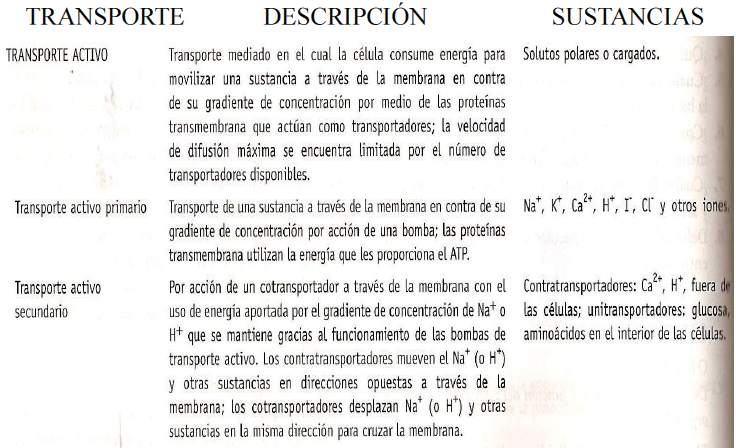 TRANSPORTE DESCRIPCIÓN SUSTANCIAS
TRANSPORTE ACTIVO
Transporte mediado en el cual la célula consume energía para
movilizar una sustancia a través de la membrana en contra
de su gradiente de concentración por medio de las proteínas
transmembrana que actúan como transportadores; la velocidad
de difusión máxima se encuentra limitada por el número de
transportadores disponibles.
Solutos polares o cargados.
Transporte activo primario
Transporte de una sustancia a través de la membrana en contra de su
gradiente de concentración por acción de una bomba; las proteínas
transmembrana utilizan la energía que les proporciona el ATP.
Na⁺, K⁺, Ca²⁺, H⁺, I⁻, Cl⁻ y otros iones.
Transporte activo
secundario
Por acción de un cotransportador a través de la membrana con el
uso de energía aportada por el gradiente de concentración de Na⁺ o
H⁺ que se mantiene gracias al funcionamiento de las bombas de
transporte activo. Los contratransportadores mueven el Na⁺ (o H⁺)
y otras sustancias en direcciones opuestas a través de la
membrana; los cotransportadores desplazan Na⁺ (o H⁺) y otras
sustancias en la misma dirección para cruzar la membrana.
Contratransportadores: Ca²⁺, H⁺, fuera de
las células; unitransportadores: glucosa,
aminoácidos en el interior de las células.